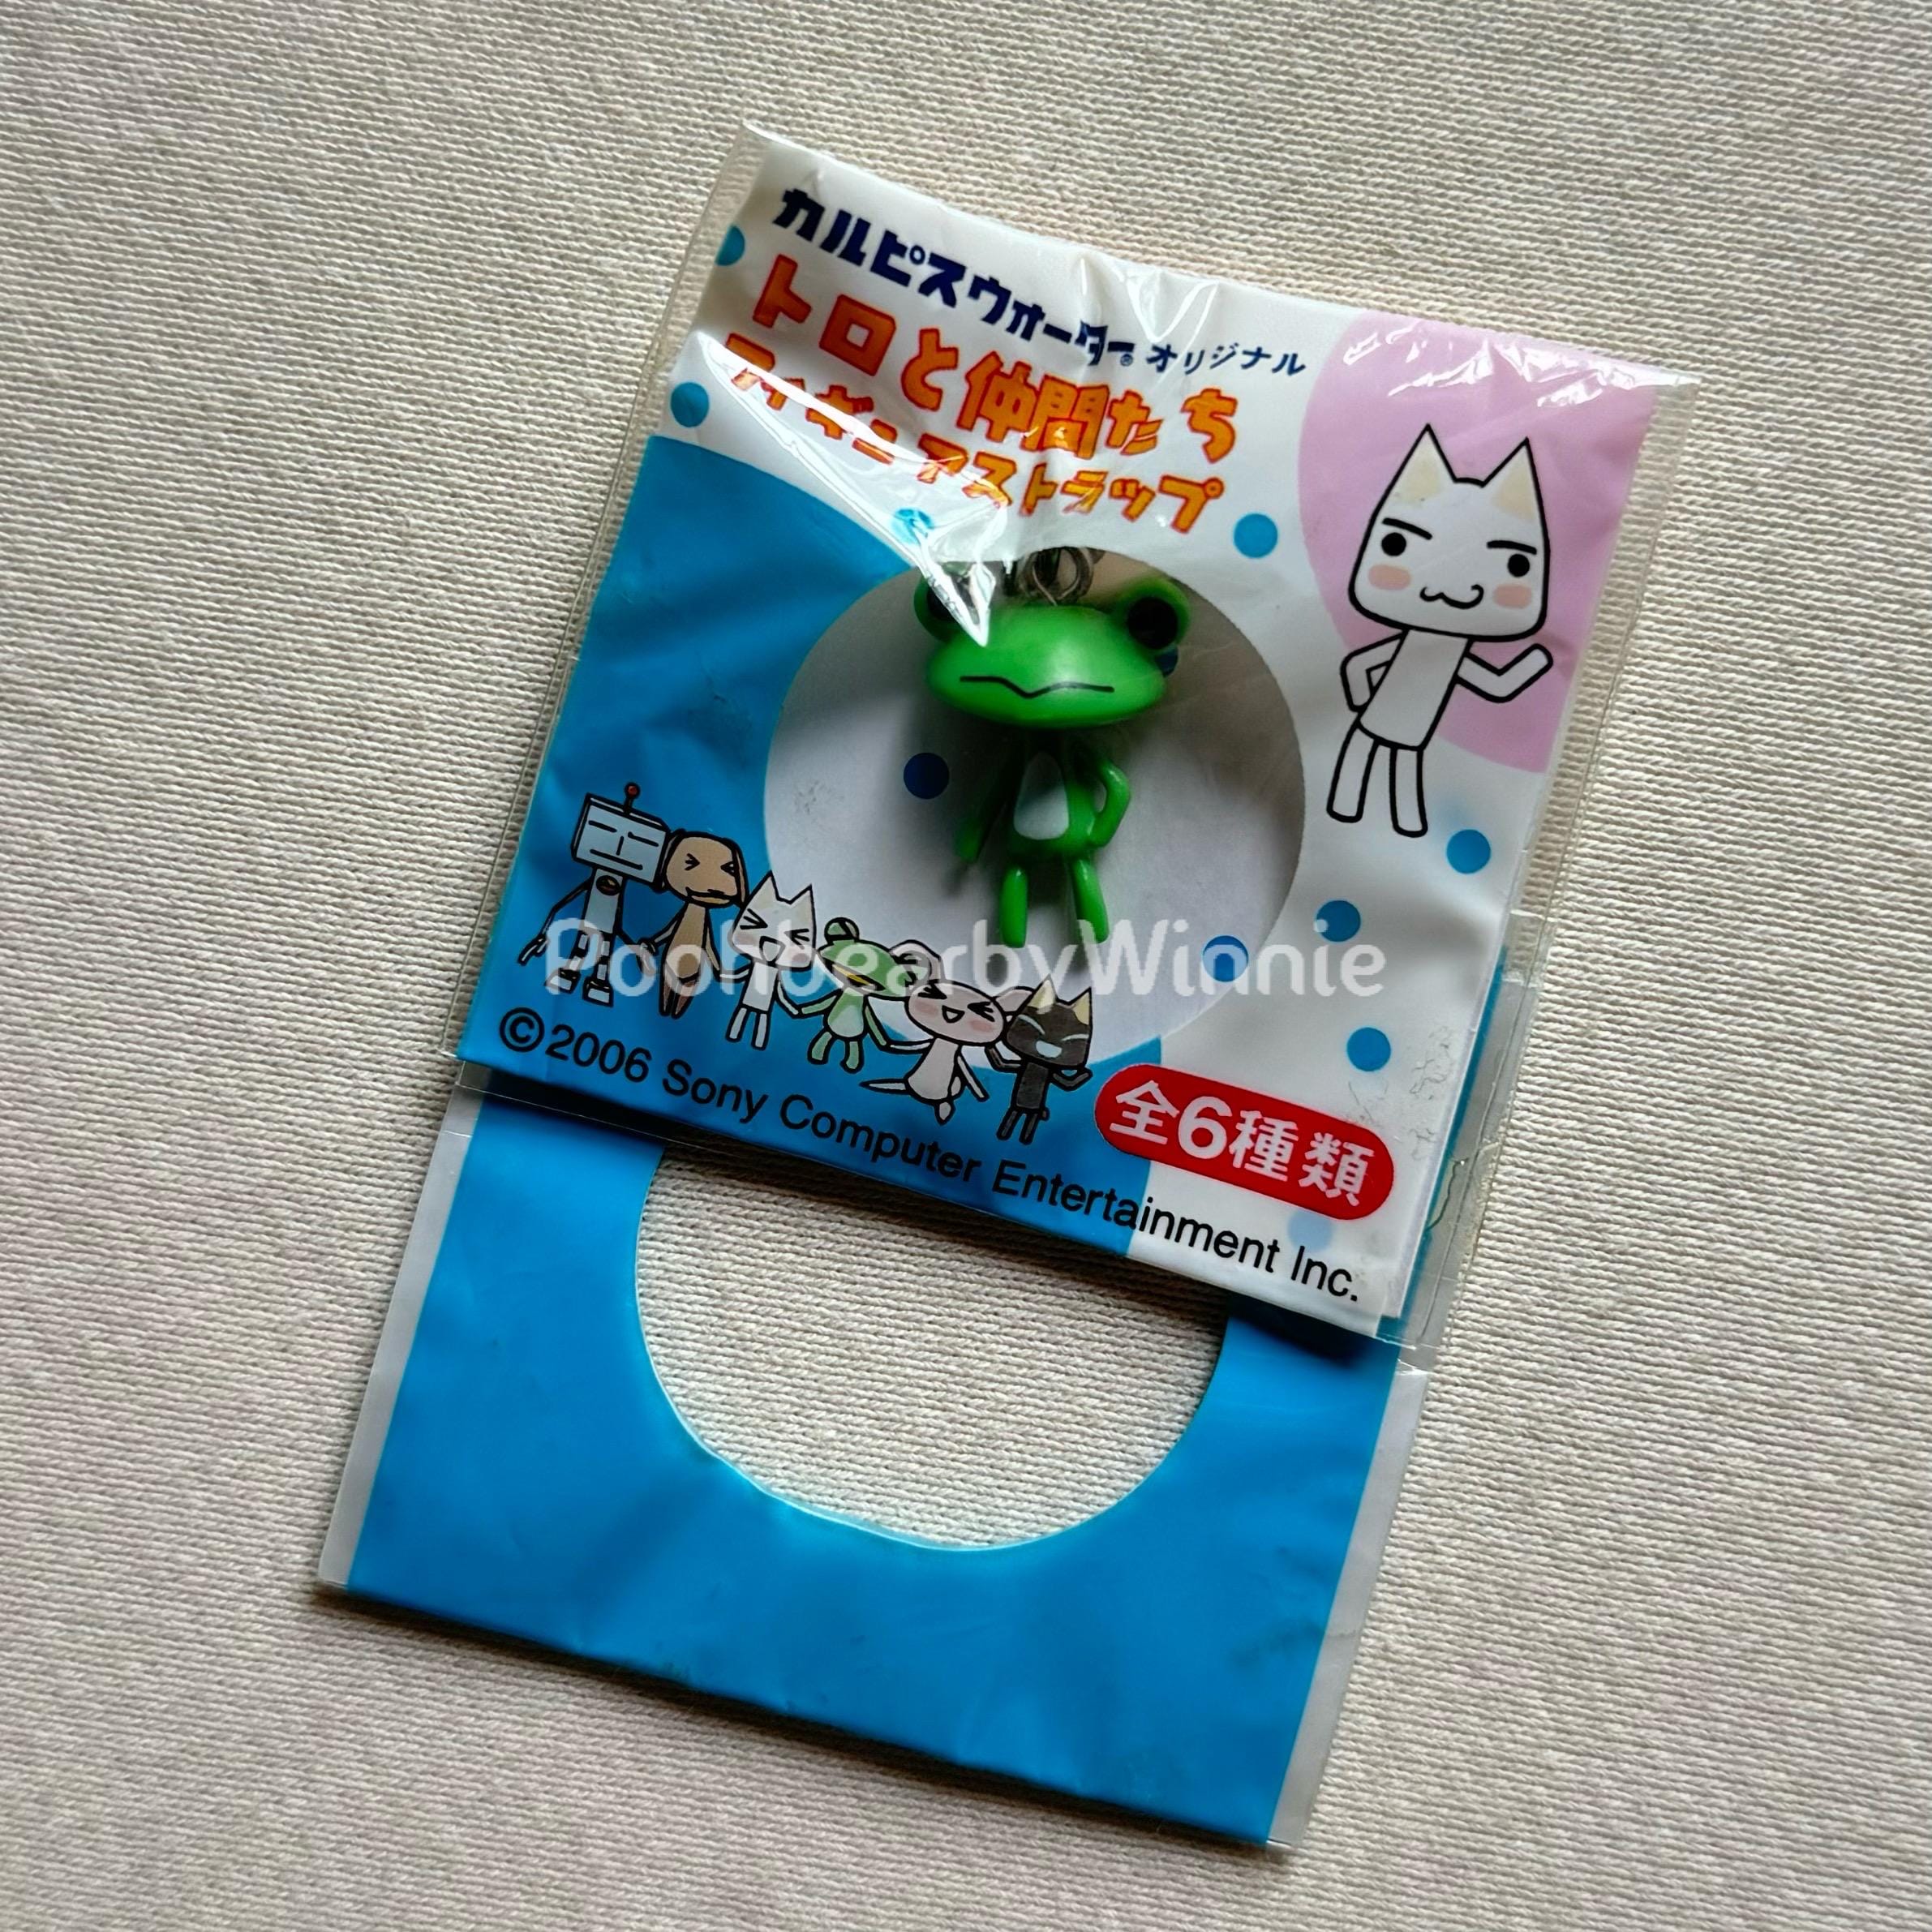 カルピスウォーター® オリジナル
トロと仲間たち
フィギュアストラップ
PoohbearbyWinnie
©2006 Sony Computer Entertainment Inc.
全6種類